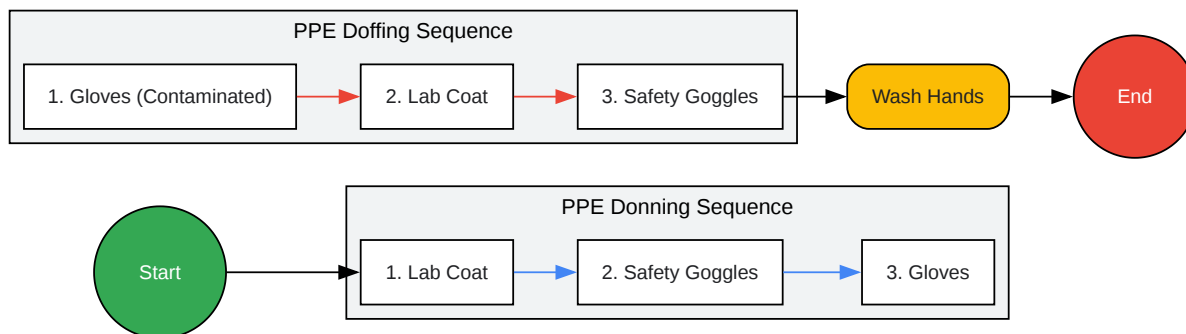 PPE Doffing Sequence
1. Gloves (Contaminated)
2. Lab Coat
3. Safety Goggles
Wash Hands
End
PPE Donning Sequence
Start
1. Lab Coat
2. Safety Goggles
3. Gloves